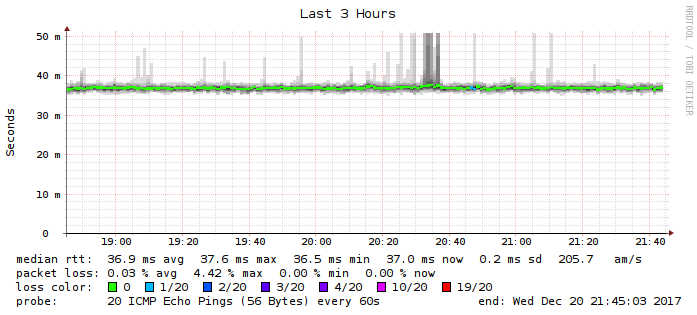 Last 3 Hours
RRDTOOL / TOBI OETIKER
Seconds
50 m
40 m
30 m
20 m
10 m
0
19:00 19:20 19:40 20:00 20:20 20:40 21:00 21:20 21:40
median rtt: 36.9 ms avg 37.6 ms max 36.5 ms min 37.0 ms now 0.2 ms sd 205.7 am/s
packet loss: 0.03 % avg 4.42 % max 0.00 % min 0.00 % now
loss color: 0 1/20 2/20 3/20 4/20 10/20 19/20
probe: 20 ICMP Echo Pings (56 Bytes) every 60s end: Wed Dec 20 21:45:03 2017